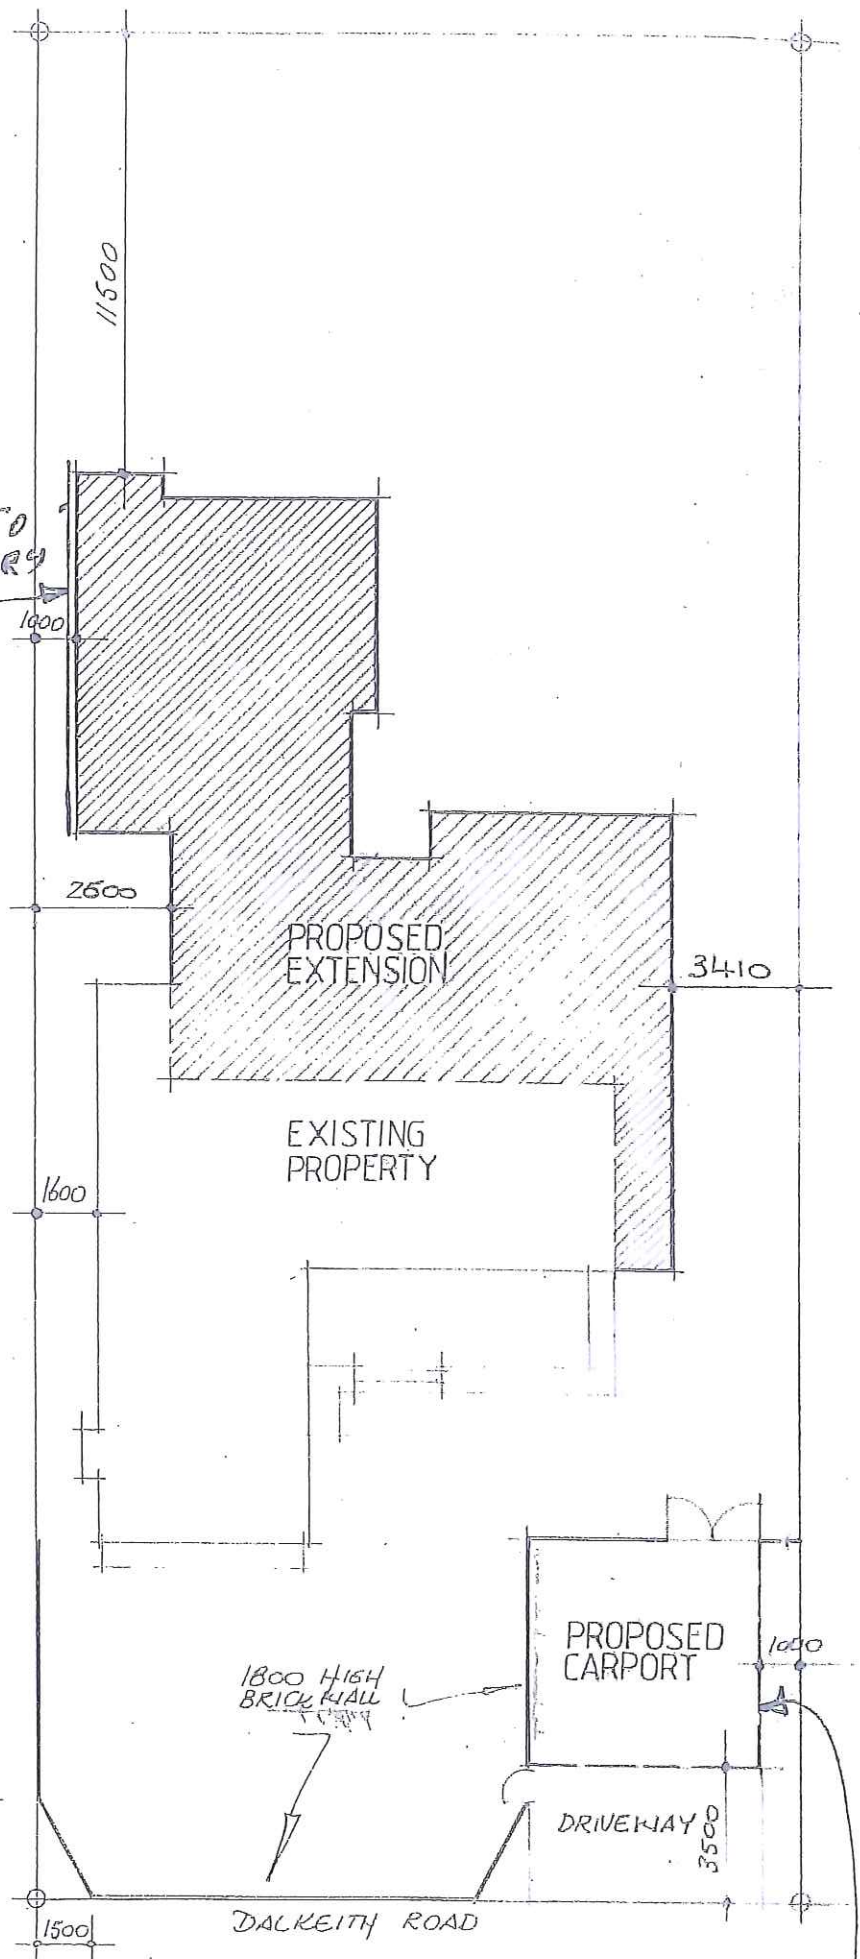 11500
1000
2600
PROPOSED
EXTENSION
3410
EXISTING
PROPERTY
1600
PROPOSED
CARPORT
1000
1800 HIGH
BRICK WALL
DRIVEWAY
3500
DALKEITH ROAD
1500